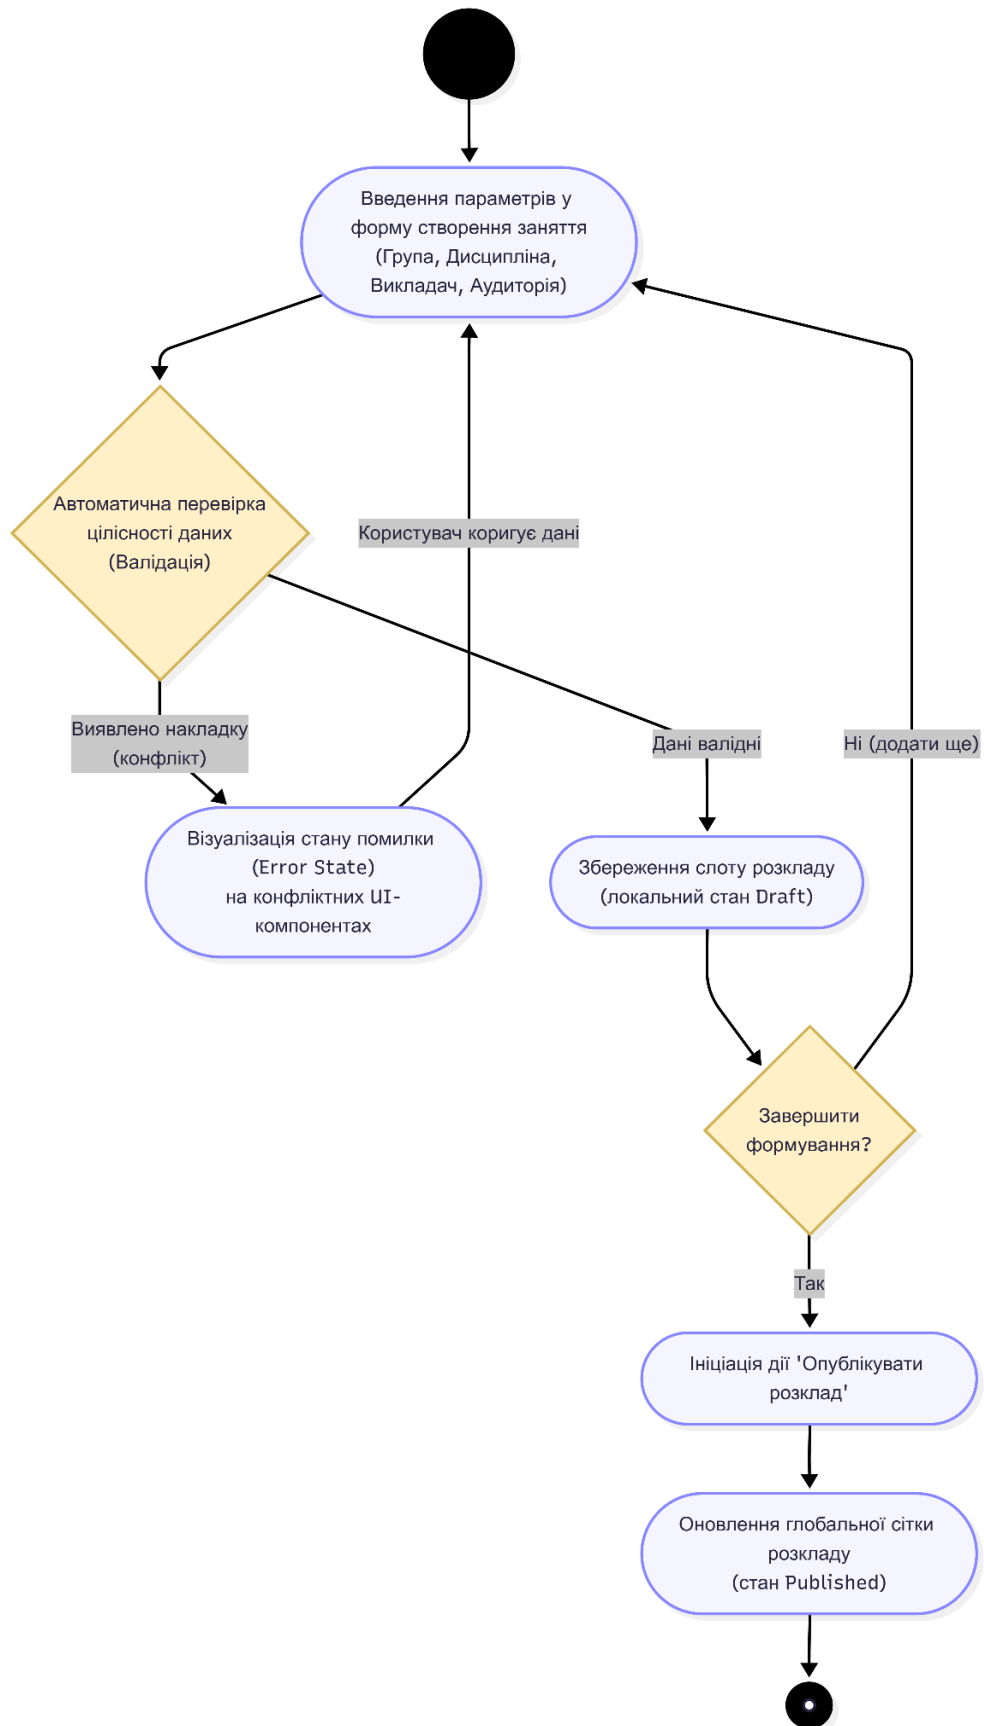 Введення параметрів у
форму створення заняття
(Група, Дисципліна,
Викладач, Аудиторія)
Автоматична перевірка
цілісності даних
(Валідація)
Користувач коригує дані
Виявлено накладку
(конфлікт)
Дані валідні
Ні (додати ще)
Візуалізація стану помилки
(Error State)
на конфліктних UI-
компонентах
Збереження слоту розкладу
(локальний стан Draft)
Завершити
формування?
Так
Ініціація дії 'Опублікувати
розклад'
Оновлення глобальної сітки
розкладу
(стан Published)